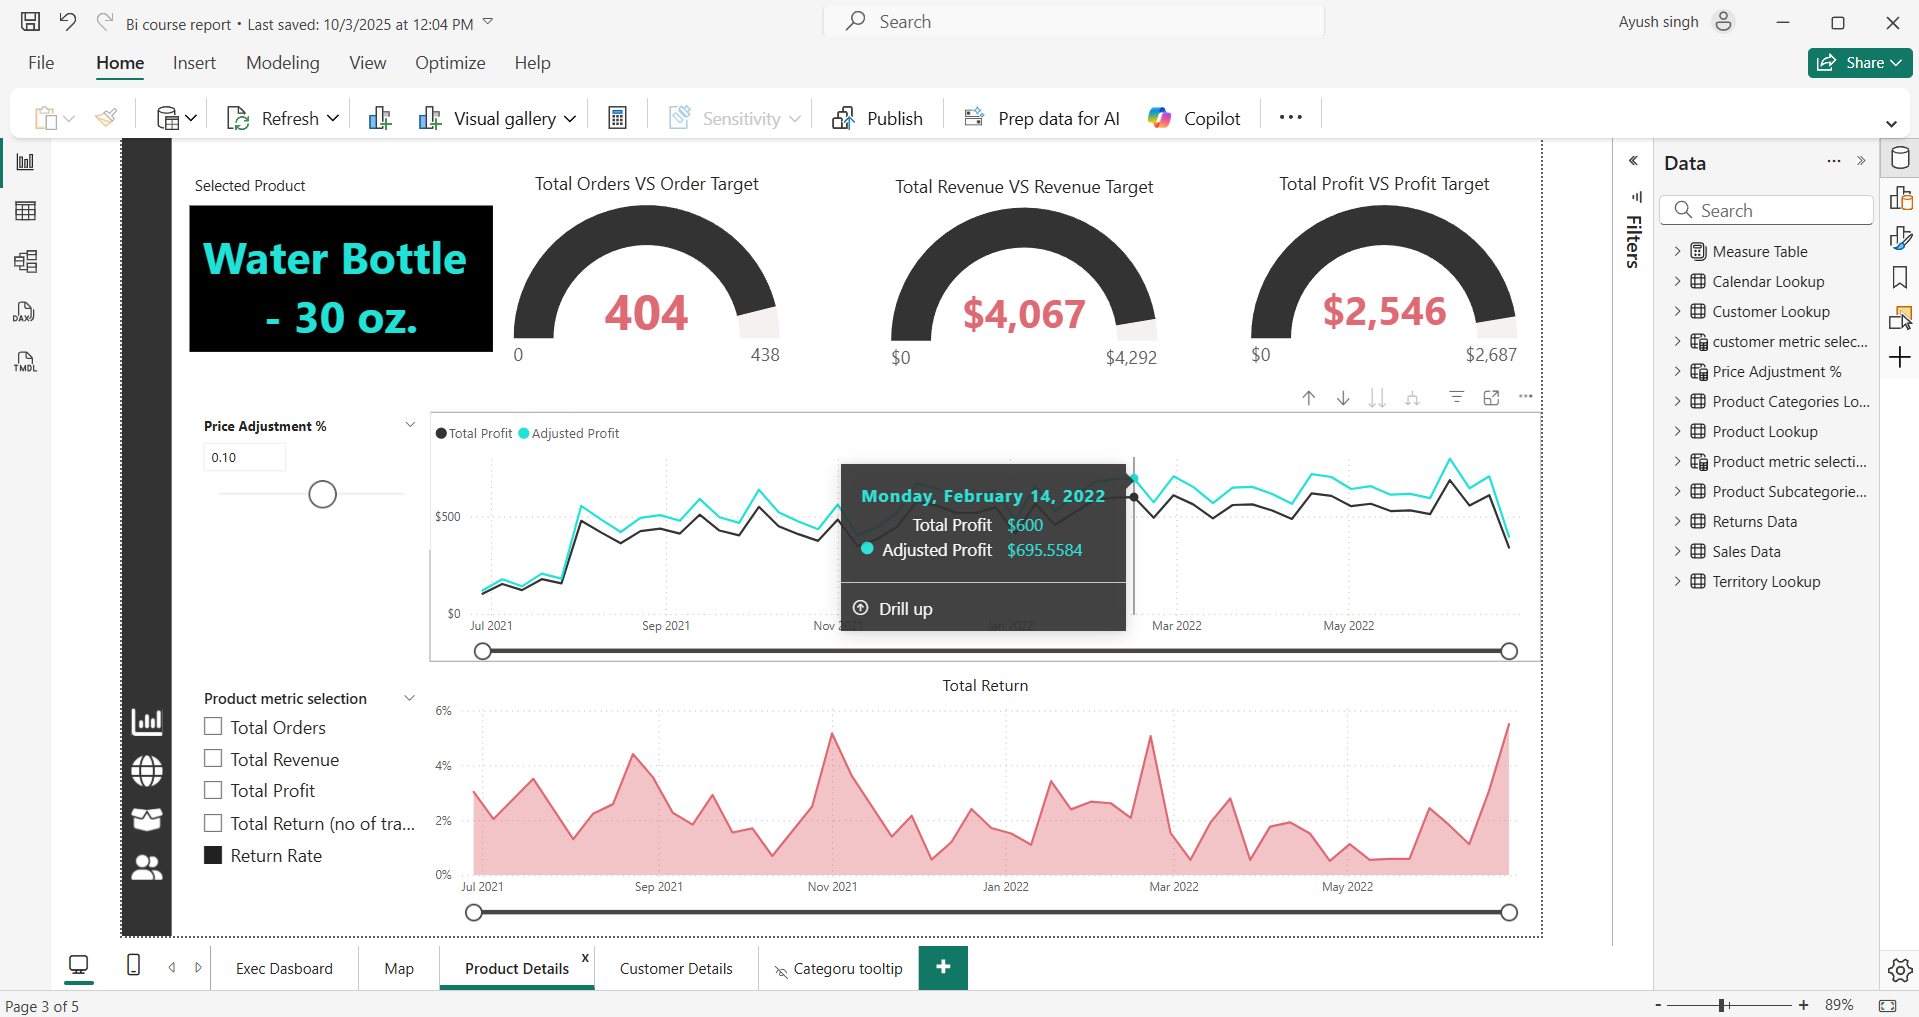 Bi course report • Last saved: 10/3/2025 at 12:04 PM
Search
Ayush singh
File
Home
Insert
Modeling
View
Optimize
Help
Share
Refresh
Visual gallery
Sensitivity
Publish
Prep data for AI
Copilot
Selected Product
Water Bottle
- 30 oz.
Total Orders VS Order Target
404
0
438
Total Revenue VS Revenue Target
$4,067
$0
$4,292
Total Profit VS Profit Target
$2,546
$0
$2,687
Price Adjustment %
0.10
Total Profit
Adjusted Profit
$500
$0
Jul 2021
Sep 2021
Nov 2021
Jan 2022
Mar 2022
May 2022
Monday, February 14, 2022
Total Profit $600
Adjusted Profit $695.5584
Drill up
Product metric selection
Total Orders
Total Revenue
Total Profit
Total Return (no of tra...
Return Rate
Total Return
6%
4%
2%
0%
Jul 2021
Sep 2021
Nov 2021
Jan 2022
Mar 2022
May 2022
Filters
Data
Search
Measure Table
Calendar Lookup
Customer Lookup
customer metric selec...
Price Adjustment %
Product Categories Lo...
Product Lookup
Product metric selecti...
Product Subcategorie...
Returns Data
Sales Data
Territory Lookup
DAX
TMDL
Exec Dasboard
Map
Product Details
x
Customer Details
Categoru tooltip
+
Page 3 of 5
- + 89%